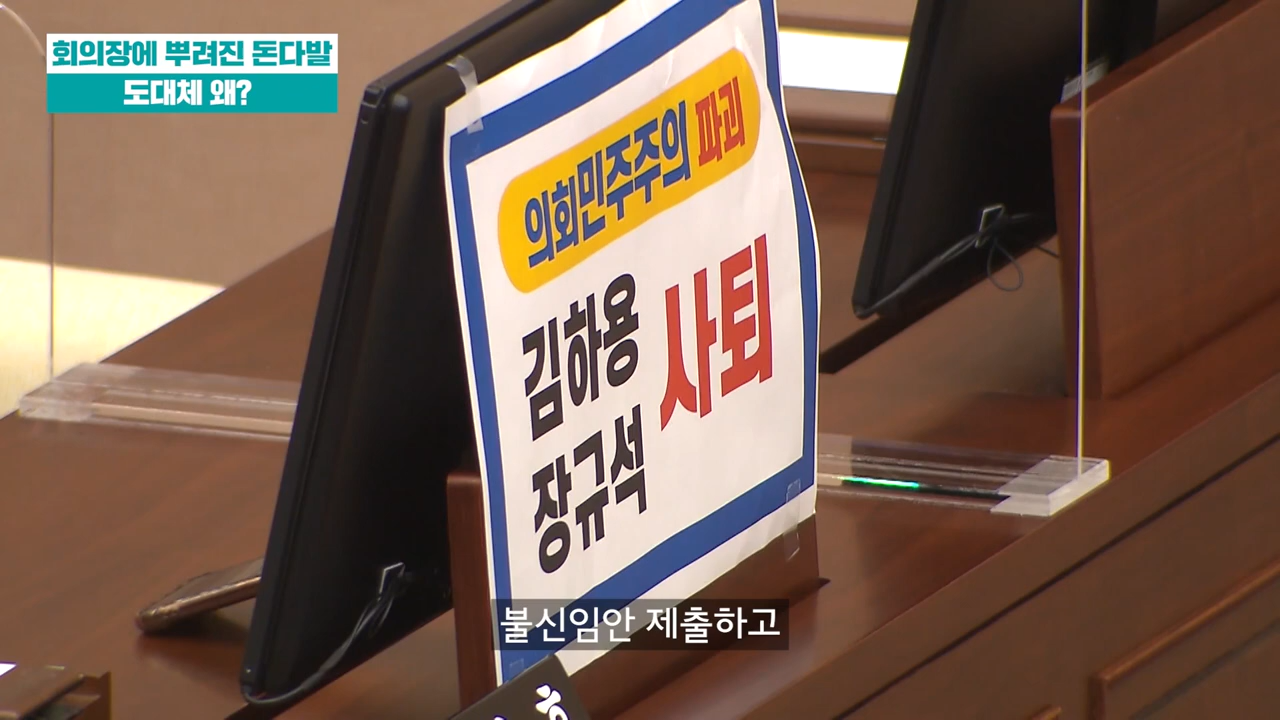 회의장에 뿌려진 돈다발
도대체 왜?
의회민주주의 파괴
김하용
장규석
사퇴
불신임안 제출하고